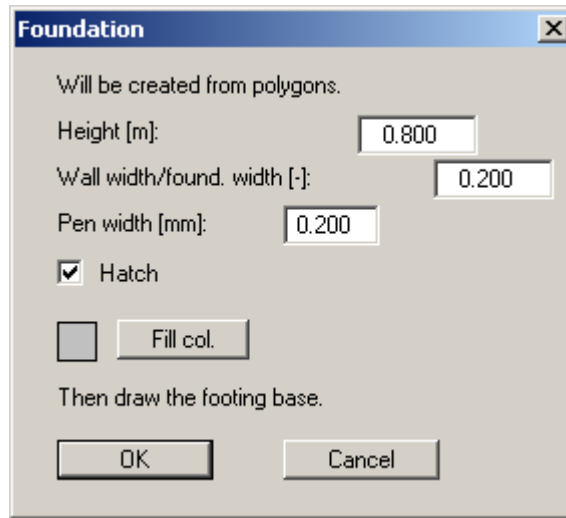 Foundation
Will be created from polygons.
Height [m]: 0.800
Wall width/found. width [-]: 0.200
Pen width [mm]: 0.200
Hatch
Fill col.
Then draw the footing base.
OK Cancel